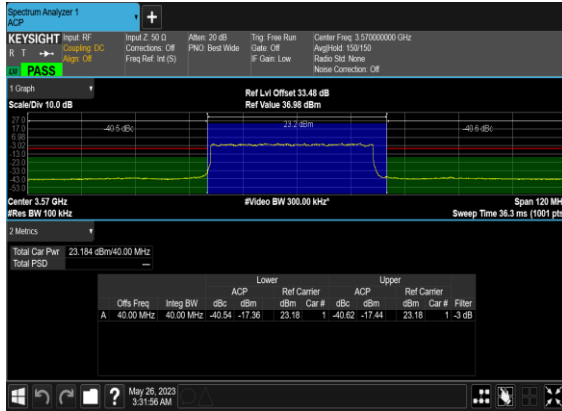 Spectrum Analyzer 1
ACP
+
KEYSIGHT Input: RF Input Z: 50 Ω Atten: 20 dB Trig: Free Run Center Freq: 3.570000000 GHz
R T Coupling: DC Corrections: Off PNO: Best Wide Gate: Off Avg|Hold: 150/150
Align: Off Freq Ref: Int (S) IF Gain: Low Radio Std: None
LXI PASS Noise Correction: Off
1 Graph Ref Lvl Offset 33.48 dB
Scale/Div 10.0 dB Ref Value 36.98 dBm
27.0 23.2 dBm
17.0 -40.5 dBc -40.6 dBc
6.98
-3.02
-13.0
-23.0
-33.0
-43.0
-53.0
Center 3.57 GHz #Video BW 300.00 kHz* Span 120 MH
#Res BW 100 kHz Sweep Time 36.3 ms (1001 pts
2 Metrics
Total Car Pwr 23.184 dBm/40.00 MHz
Total PSD —
Lower Upper
ACP Ref Carrier ACP Ref Carrier
Offs Freq Integ BW dBc dBm dBm Car # dBc dBm dBm Car # Filter
A 40.00 MHz 40.00 MHz -40.54 -17.36 23.18 1 -40.62 -17.44 23.18 1 -3 dB
? May 26, 2023
3:31:56 AM